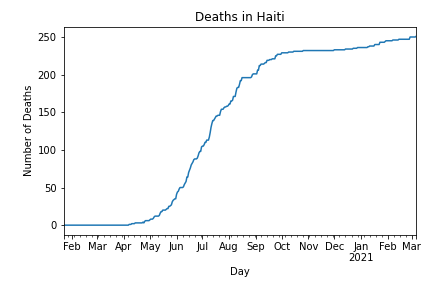 Deaths in Haiti
250
200
150
100
50
0
Number of Deaths
Feb Mar Apr May Jun Jul Aug Sep Oct Nov Dec Jan Feb Mar
2021
Day